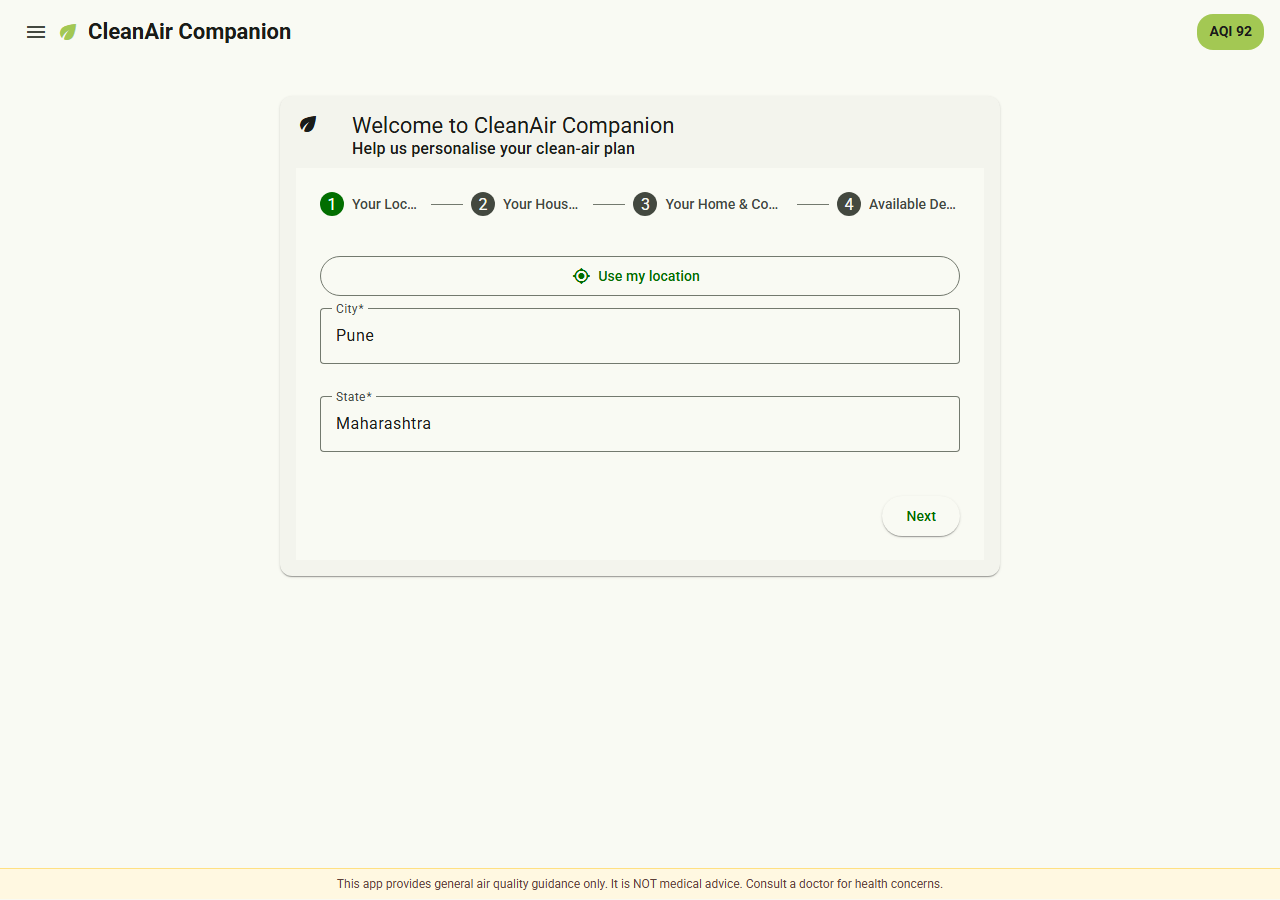 CleanAir Companion
AQI 92
Welcome to CleanAir Companion
Help us personalise your clean-air plan
1 Your Loc... 2 Your Hous... 3 Your Home & Co... 4 Available De...
Use my location
City*
Pune
State*
Maharashtra
Next
This app provides general air quality guidance only. It is NOT medical advice. Consult a doctor for health concerns.